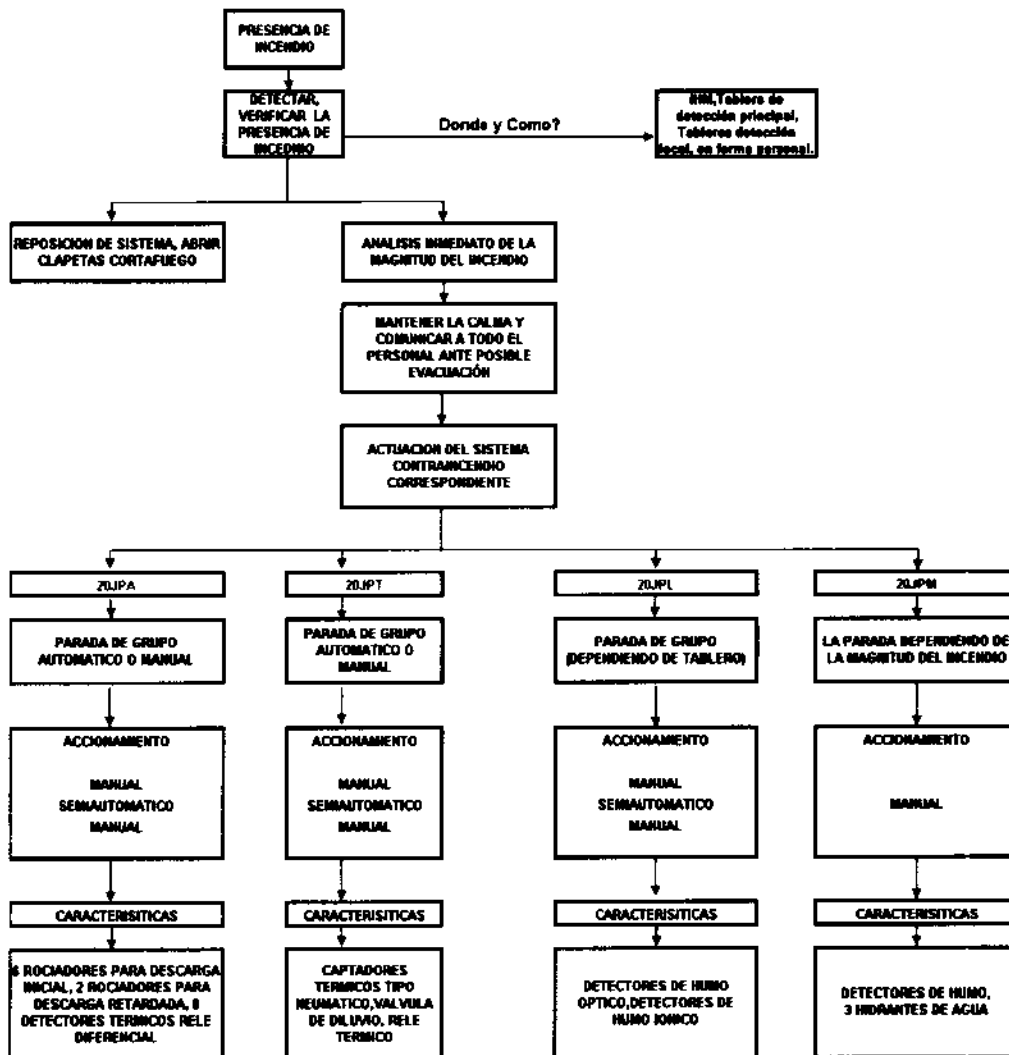 PRESENCIA DE
INCENDIO
DETECTAR,
VERIFICAR LA
PRESENCIA DE
INCEDNIO
Donde y Como?
Tablero de
detección principal,
Tableros detección
local, en forma personal.
REPOSICION DE SISTEMA, ABRIR
CLAPETAS CORTAFUEGO
ANALISIS INMEDIATO DE LA
MAGNITUD DEL INCENDIO
MANTENER LA CALMA Y
COMUNICAR A TODO EL
PERSONAL ANTE POSIBLE
EVACUACIÓN
ACTUACION DEL SISTEMA
CONTRAINCENDIO
CORRESPONDIENTE
20JPA
20JPT
20JPL
20JPM
PARADA DE GRUPO
AUTOMATICO O MANUAL
PARADA DE GRUPO
AUTOMATICO O
MANUAL
PARADA DE GRUPO
(DEPENDIENDO DE TABLERO)
LA PARADA DEPENDIENDO DE
LA MAGNITUD DEL INCENDIO
ACCIONAMIENTO
MANUAL
SEMIAUTOMATICO
MANUAL
ACCIONAMIENTO
MANUAL
SEMIAUTOMATICO
MANUAL
ACCIONAMIENTO
MANUAL
SEMIAUTOMATICO
MANUAL
ACCIONAMIENTO
MANUAL
CARACTERISITICAS
CARACTERISITICAS
CARACTERISITICAS
CARACTERISITICAS
ROCIADORES PARA DESCARGA
INICIAL, 2 ROCIADORES PARA
DESCARGA RETARDADA, 8
DETECTORES TERMICOS RELE
DIFERENCIAL
CAPTADORES
TERMICOS TIPO
NEUMATICO,VALVULA
DE DILUVIO, RELE
TERMICO
DETECTORES DE HUMO
OPTICO,DETECTORES DE
HUMO IONICO
DETECTORES DE HUMO,
3 HIDRANTES DE AGUA